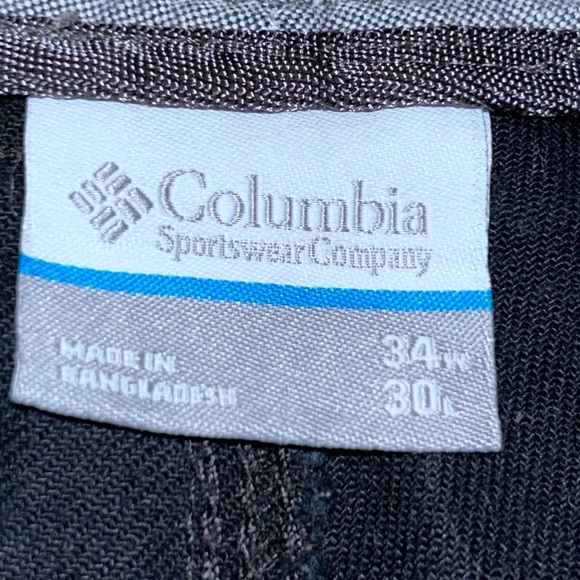 Columbia
Sportswear Company
MADE IN
BANGLADESH
34W
30L